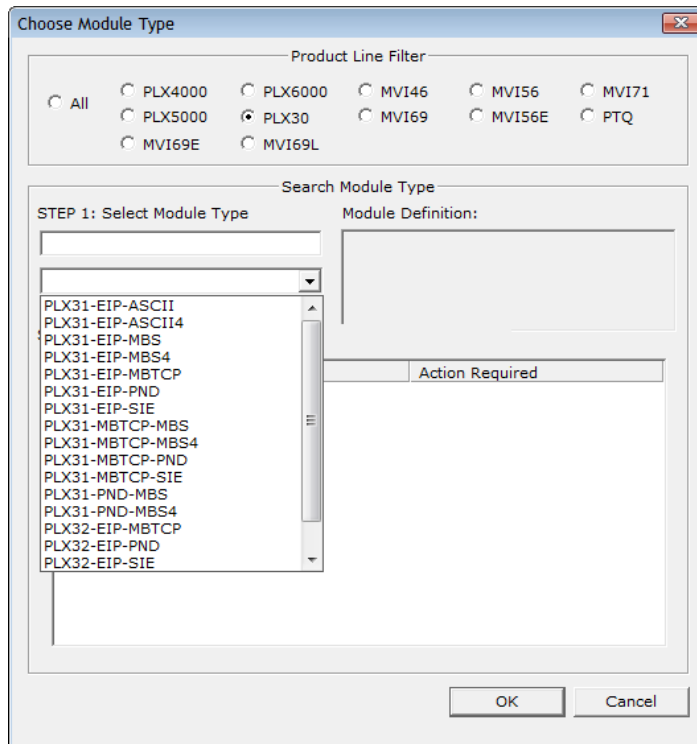 Choose Module Type
Product Line Filter
All
PLX4000 PLX6000 MVI46 MVI56 MVI71
PLX5000 PLX30 MVI69 MVI56E PTQ
MVI69E MVI69L
Search Module Type
STEP 1: Select Module Type Module Definition:
PLX31-EIP-ASCII
PLX31-EIP-ASCII4
PLX31-EIP-MBS
PLX31-EIP-MBS4
PLX31-EIP-MBTCP
PLX31-EIP-PND
PLX31-EIP-SIE
PLX31-MBTCP-MBS
PLX31-MBTCP-MBS4
PLX31-MBTCP-PND
PLX31-MBTCP-SIE
PLX31-PND-MBS
PLX31-PND-MBS4
PLX32-EIP-MBTCP
PLX32-EIP-PND
PLX32-EIP-SIE
Action Required
OK Cancel